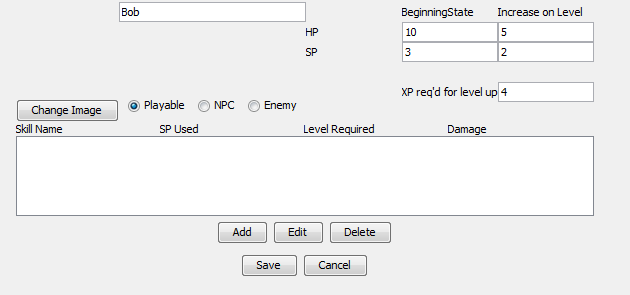 Bob
BeginningState Increase on Level
HP 10 5
SP 3 2
XP req'd for level up 4
Change Image Playable NPC Enemy
Skill Name SP Used Level Required Damage
Add Edit Delete
Save Cancel